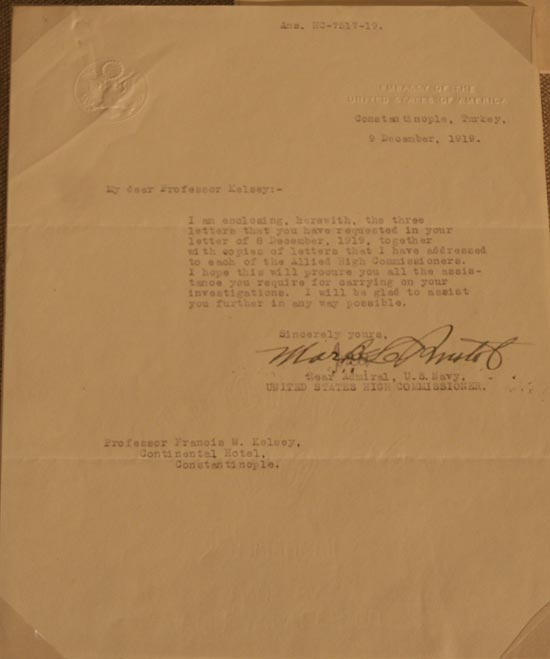 Ans. HC-7517-19.
EMBASSY OF THE
UNITED STATES OF AMERICA
Constantinople, Turkey,
9 December, 1919.
My dear Professor Kelsey:-
I am enclosing, herewith, the three
letters that you have requested in your
letter of 8 December, 1919, together
with copies of letters that I have addressed
to each of the Allied High Commissioners.
I hope this will procure you all the assis-
tance you require for carrying on your
investigations. I will be glad to assist
you further in any way possible.
Sincerely yours,
Mark L. Bristol
Rear Admiral, U.S.Navy.
UNITED STATES HIGH COMMISSIONER.
Professor Francis W. Kelsey,
Continental Hotel,
Constantinople.